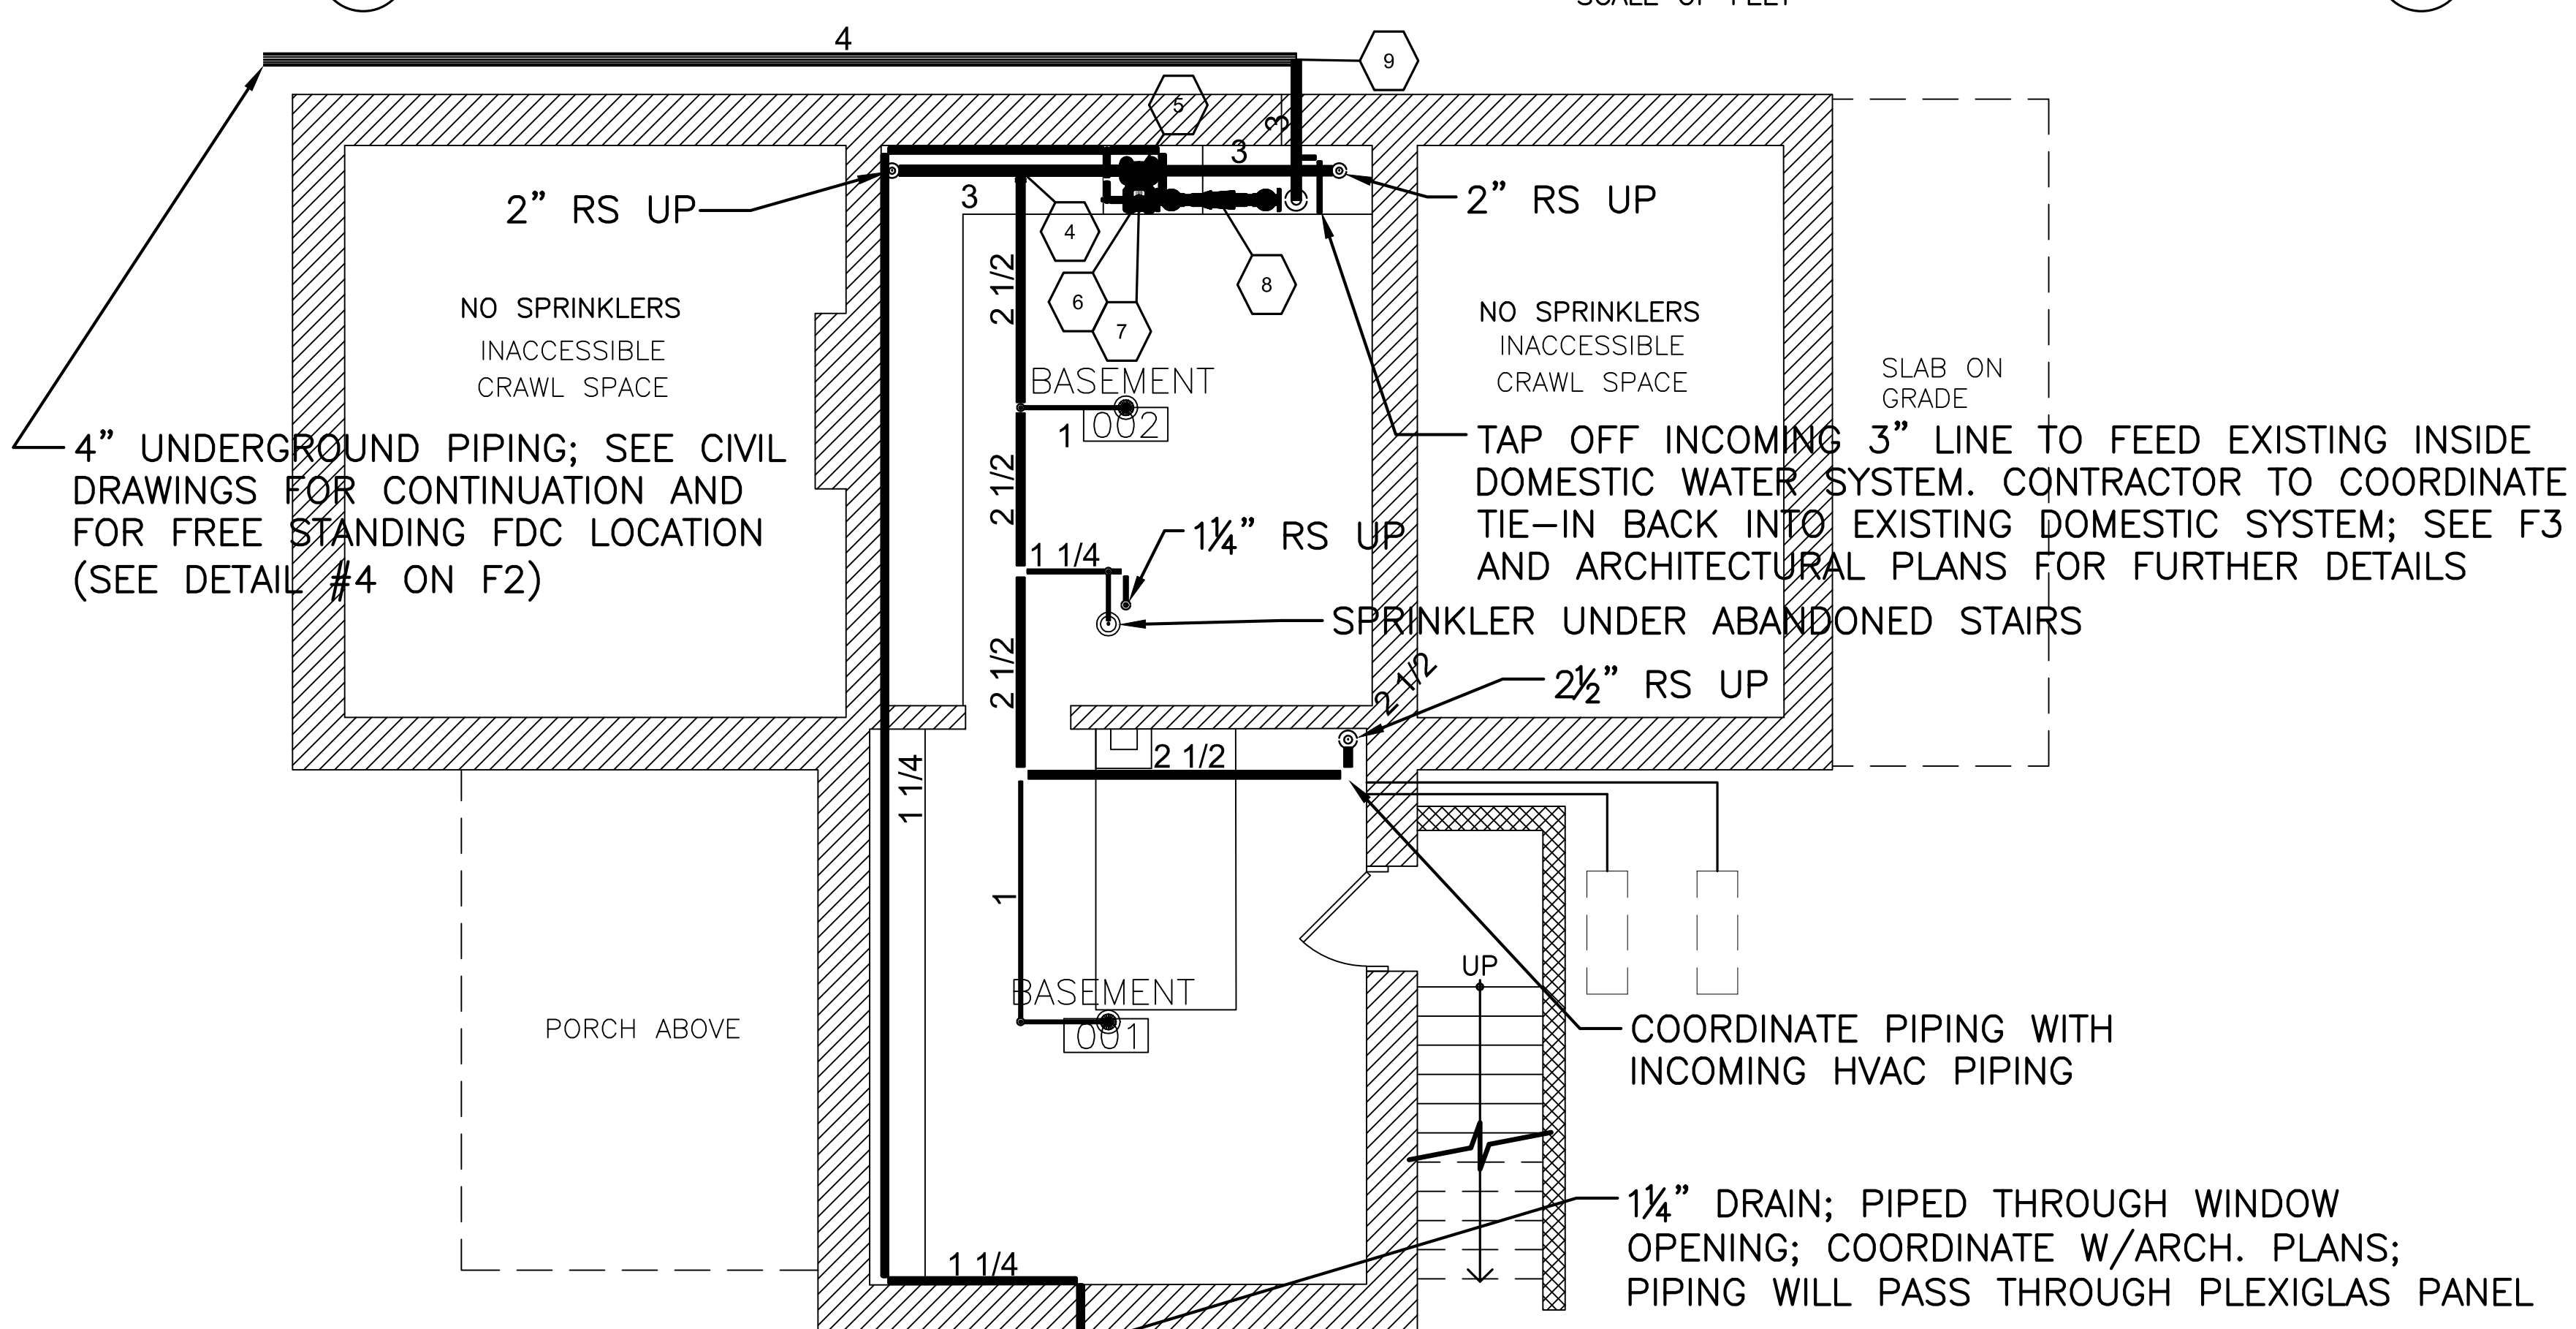 4
9
5
3
3
2” RS UP
3
2” RS UP
4
6
7
8
2 1/2
NO SPRINKLERS
INACCESSIBLE
CRAWL SPACE
NO SPRINKLERS
INACCESSIBLE
CRAWL SPACE
SLAB ON
GRADE
BASEMENT
002
1
4” UNDERGROUND PIPING; SEE CIVIL
DRAWINGS FOR CONTINUATION AND
FOR FREE STANDING FDC LOCATION
(SEE DETAIL #4 ON F2)
TAP OFF INCOMING 3” LINE TO FEED EXISTING INSIDE
DOMESTIC WATER SYSTEM. CONTRACTOR TO COORDINATE
TIE-IN BACK INTO EXISTING DOMESTIC SYSTEM; SEE F3
AND ARCHITECTURAL PLANS FOR FURTHER DETAILS
2 1/2
1 1/4
1¼” RS UP
SPRINKLER UNDER ABANDONED STAIRS
2 1/2
2 1/2
2½” RS UP
2 1/2
1 1/4
1
BASEMENT
001
UP
PORCH ABOVE
COORDINATE PIPING WITH
INCOMING HVAC PIPING
1 1/4
1¼” DRAIN; PIPED THROUGH WINDOW
OPENING; COORDINATE W/ARCH. PLANS;
PIPING WILL PASS THROUGH PLEXIGLAS PANEL